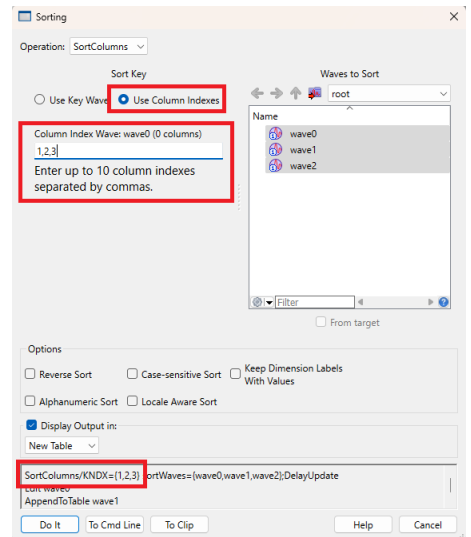 Sorting
Operation: SortColumns
Sort Key
Waves to Sort
Use Key Wave
Use Column Indexes
root
Column Index Wave: wave0 (0 columns)
1,2,3
Enter up to 10 column indexes
separated by commas.
Name
wave0
wave1
wave2
Filter
From target
Options
Reverse Sort
Case-sensitive Sort
Keep Dimension Labels
With Values
Alphanumeric Sort
Locale Aware Sort
Display Output in:
New Table
SortColumns/KNDX={1,2,3} sortWaves={wave0,wave1,wave2};DelayUpdate
Edit wave0
AppendToTable wave1
Do It
To Cmd Line
To Clip
Help
Cancel